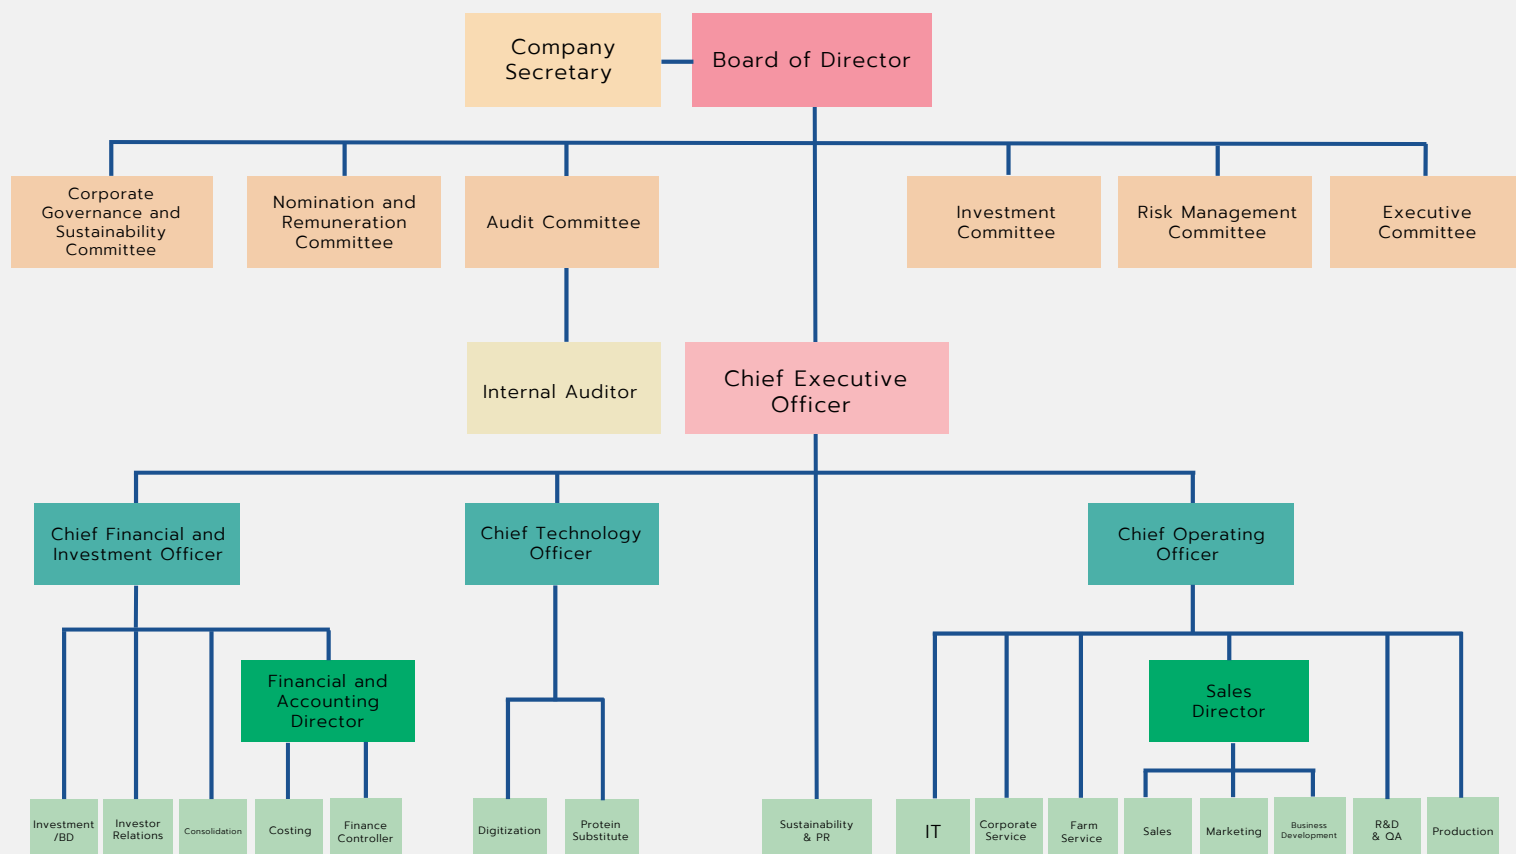 Company
Secretary
Board of Director
Corporate
Governance and
Sustainability
Committee
Nomination and
Remuneration
Committee
Audit Committee
Investment
Committee
Risk Management
Committee
Executive
Committee
Internal Auditor
Chief Executive
Officer
Chief Financial and
Investment Officer
Chief Technology
Officer
Chief Operating
Officer
Financial and
Accounting
Director
Sales
Director
Investment
/BD
Investor
Relations
Consolidation
Costing
Finance
Controller
Digitization
Protein
Substitute
Sustainability
& PR
IT
Corporate
Service
Farm
Service
Sales
Marketing
Business
Development
R&D
& QA
Production